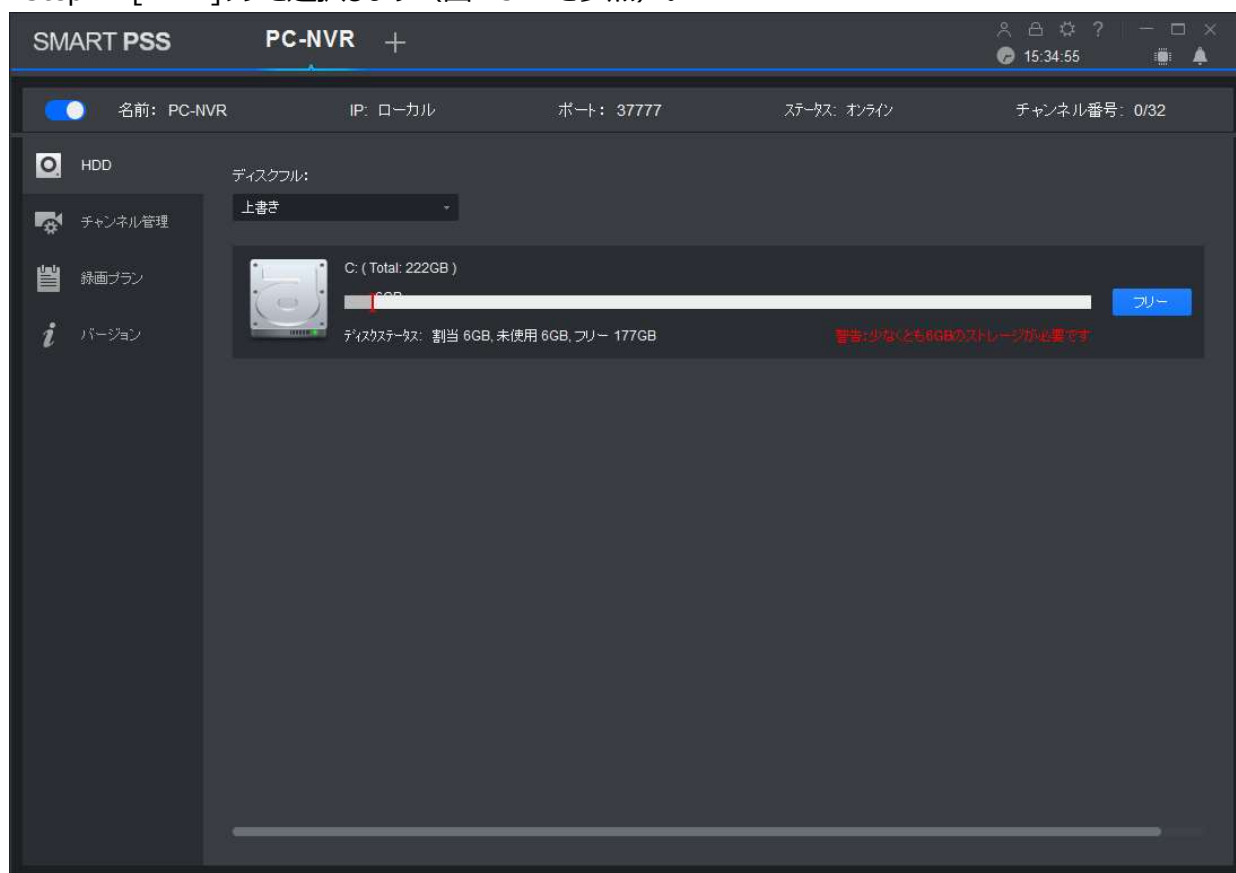 SMART PSS PC-NVR +
15:34:55
名前: PC-NVR IP: ローカル ポート: 37777 ステータス: オンライン チャンネル番号: 0/32
HDD
チャンネル管理
録画プラン
バージョン
ディスクフル:
上書き
C: ( Total: 222GB )
6GB
フリー
ディスクステータス: 割当 6GB, 未使用 6GB, フリー 177GB
警告:少なくとも6GBのストレージが必要です